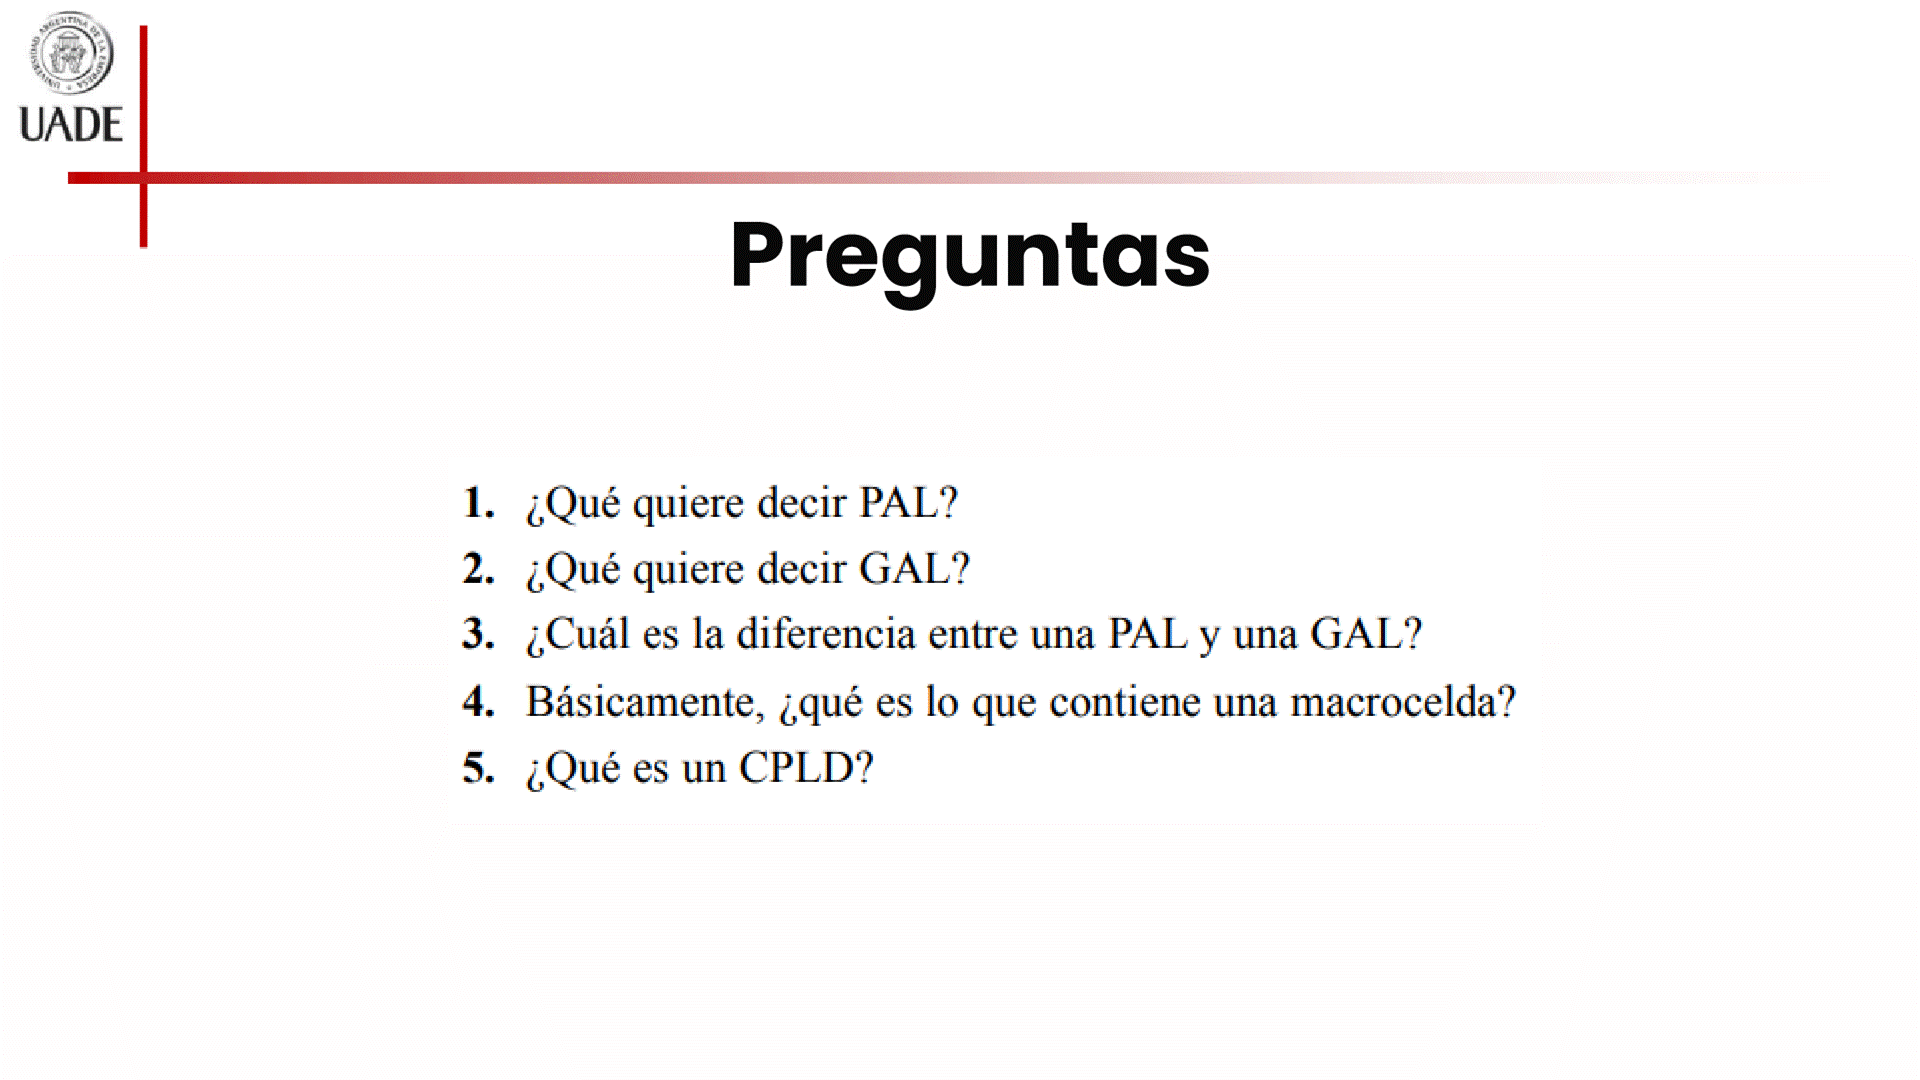 UNIVERSIDAD ARGENTINA DE LA EMPRESA
UADE
Preguntas
1. ¿Qué quiere decir PAL?
2. ¿Qué quiere decir GAL?
3. ¿Cuál es la diferencia entre una PAL y una GAL?
4. Básicamente, ¿qué es lo que contiene una macrocelda?
5. ¿Qué es un CPLD?